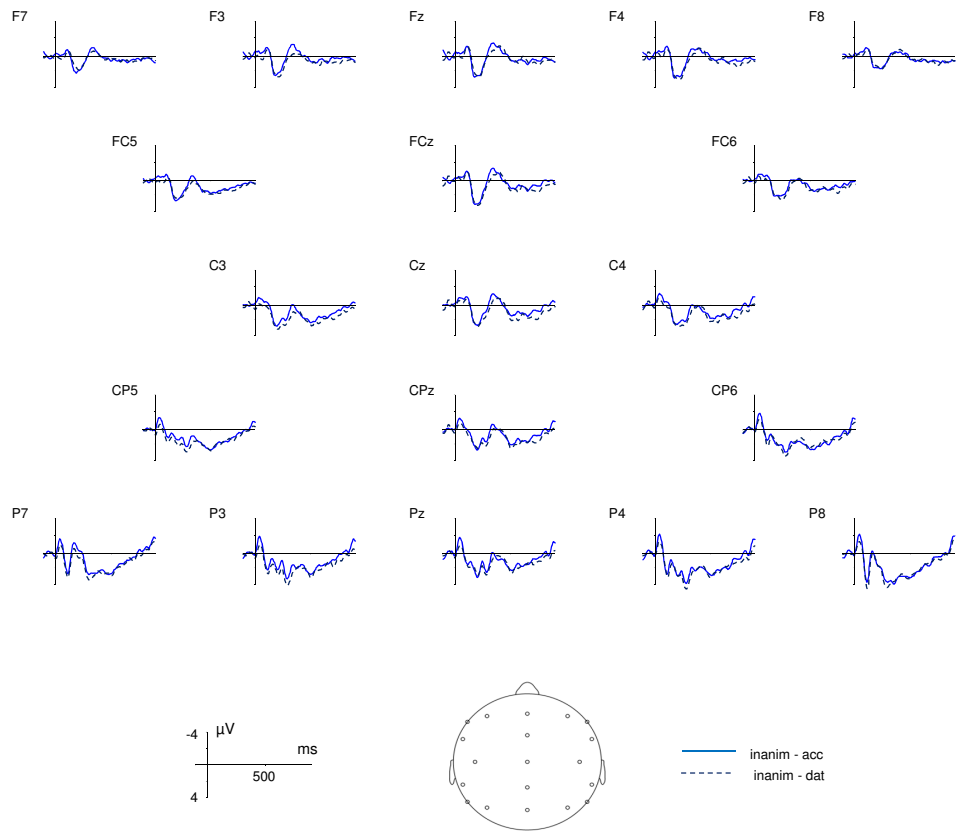 F7 F3 Fz F4 F8
FC5 FCz FC6
C3 Cz C4
CP5 CPz CP6
P7 P3 Pz P4 P8
-4 µV
ms
500
4
inanim - acc
inanim - dat